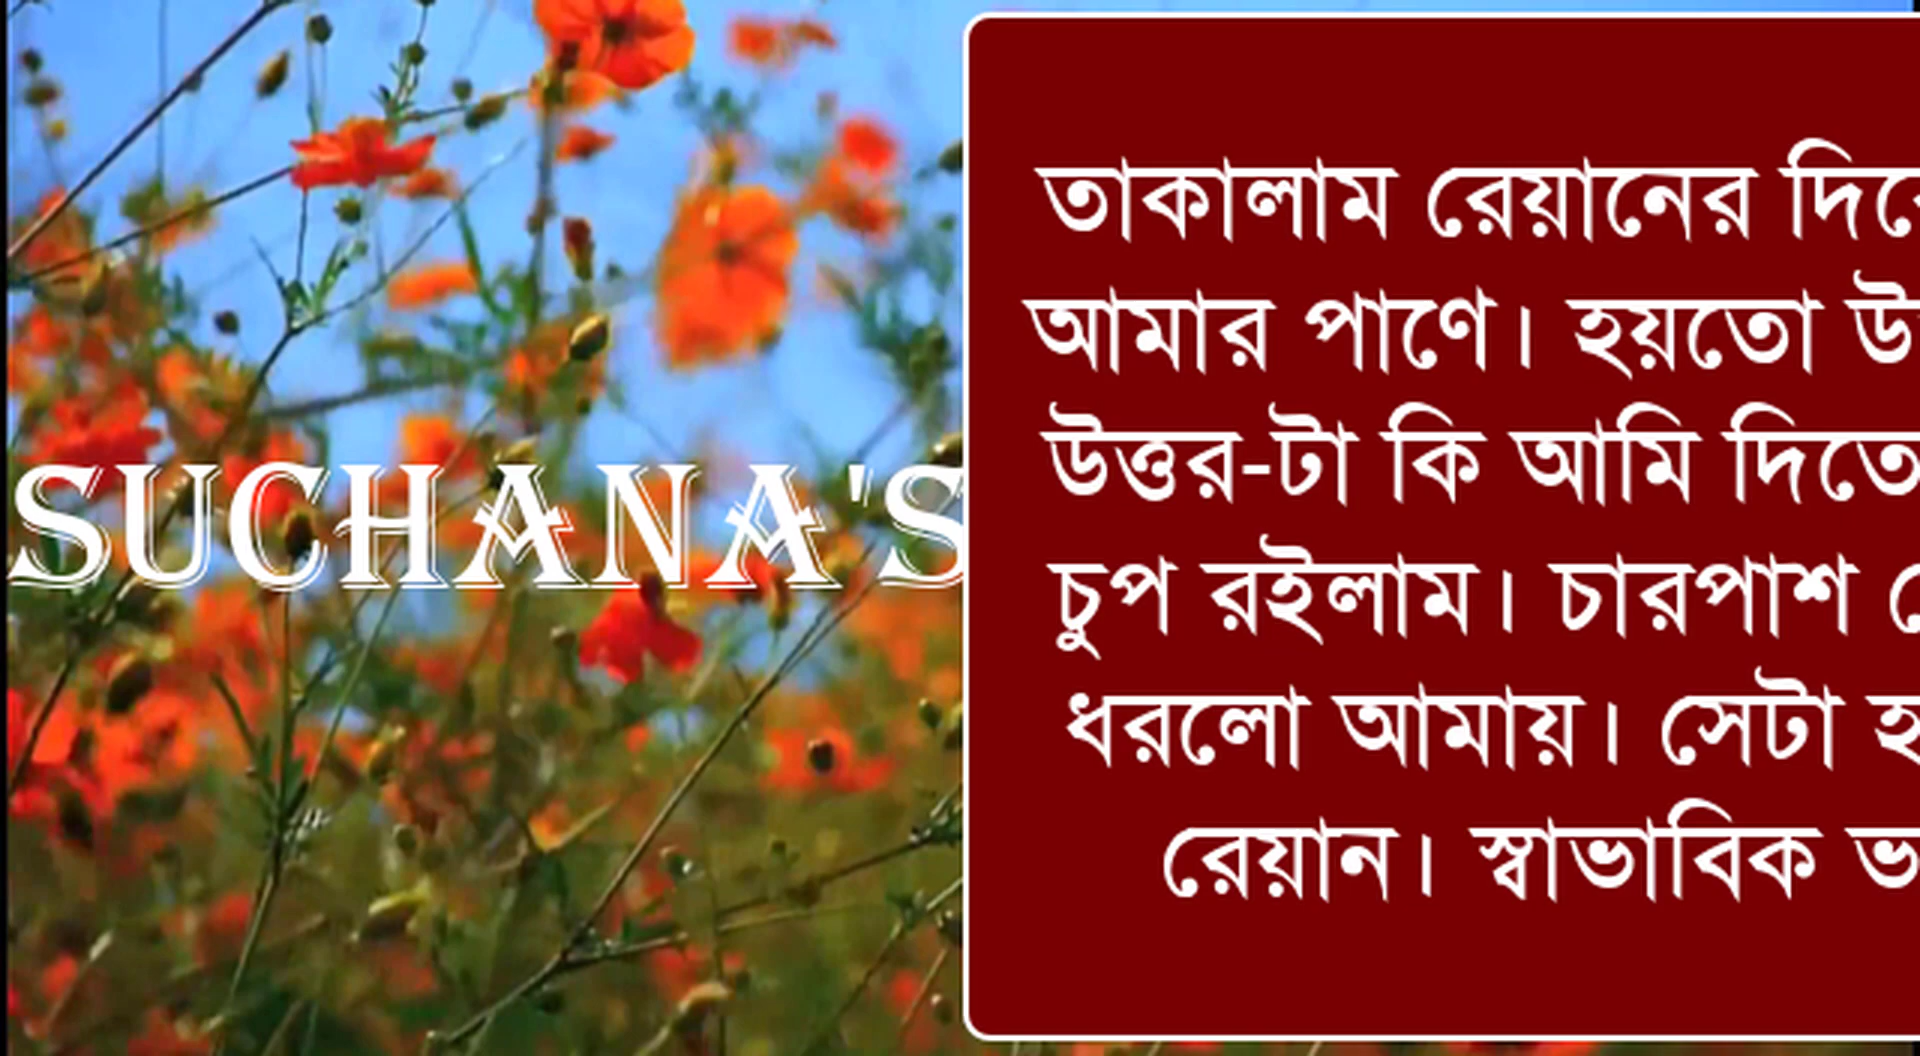 SUCHANA'S
তাকালাম রেয়ানের
আমার পাণে। হয়তো
উত্তর-টা কি আমি
চুপ রইলাম। চারপাশ
ধরলো আমায়। সেটা
রেয়ান। স্বাভাবিক